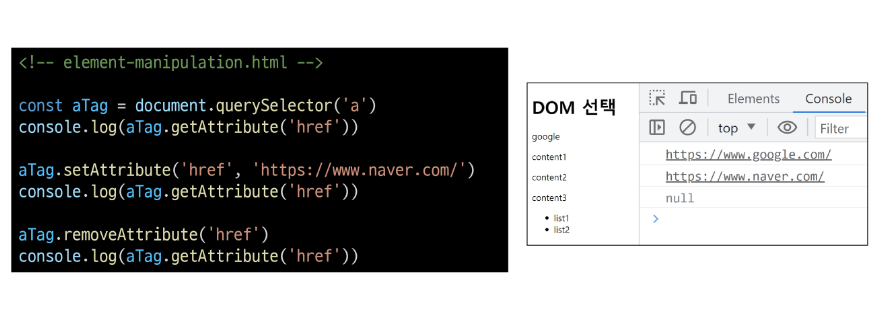 <!-- element-manipulation.html -->
const aTag = document.querySelector('a')
console.log(aTag.getAttribute('href'))
aTag.setAttribute('href', 'https://www.naver.com/')
console.log(aTag.getAttribute('href'))
aTag.removeAttribute('href')
console.log(aTag.getAttribute('href'))
DOM 선택
google
content1
content2
content3
• list1
• list2
Elements Console
top ▼ Filter
https://www.google.com/
https://www.naver.com/
null
>